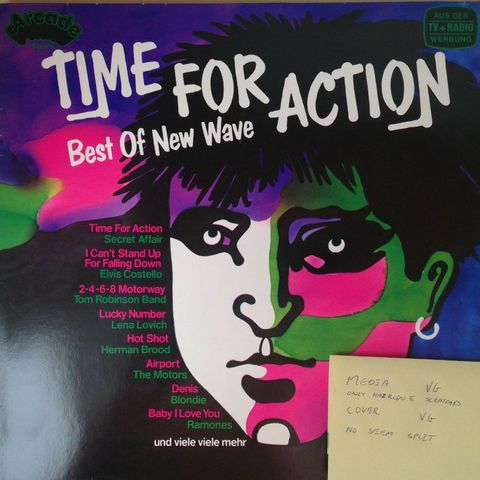 Arcade
AUS DER
TV+RADIO
WERBUNG
TIME FOR ACTION
Best Of New Wave
Time For Action
Secret Affair
I Can't Stand Up
For Falling Down
Elvis Costello
2-4-6-8 Motorway
Tom Robinson Band
Lucky Number
Lena Lovich
Hot Shot
Herman Brood
Airport
The Motors
Denis
Blondie
Baby I Love You
Ramones
und viele viele mehr
MEDIA VG
ONLY HAIRLINE SCRATCHES
COVER VG
NO SEEM SPLIT